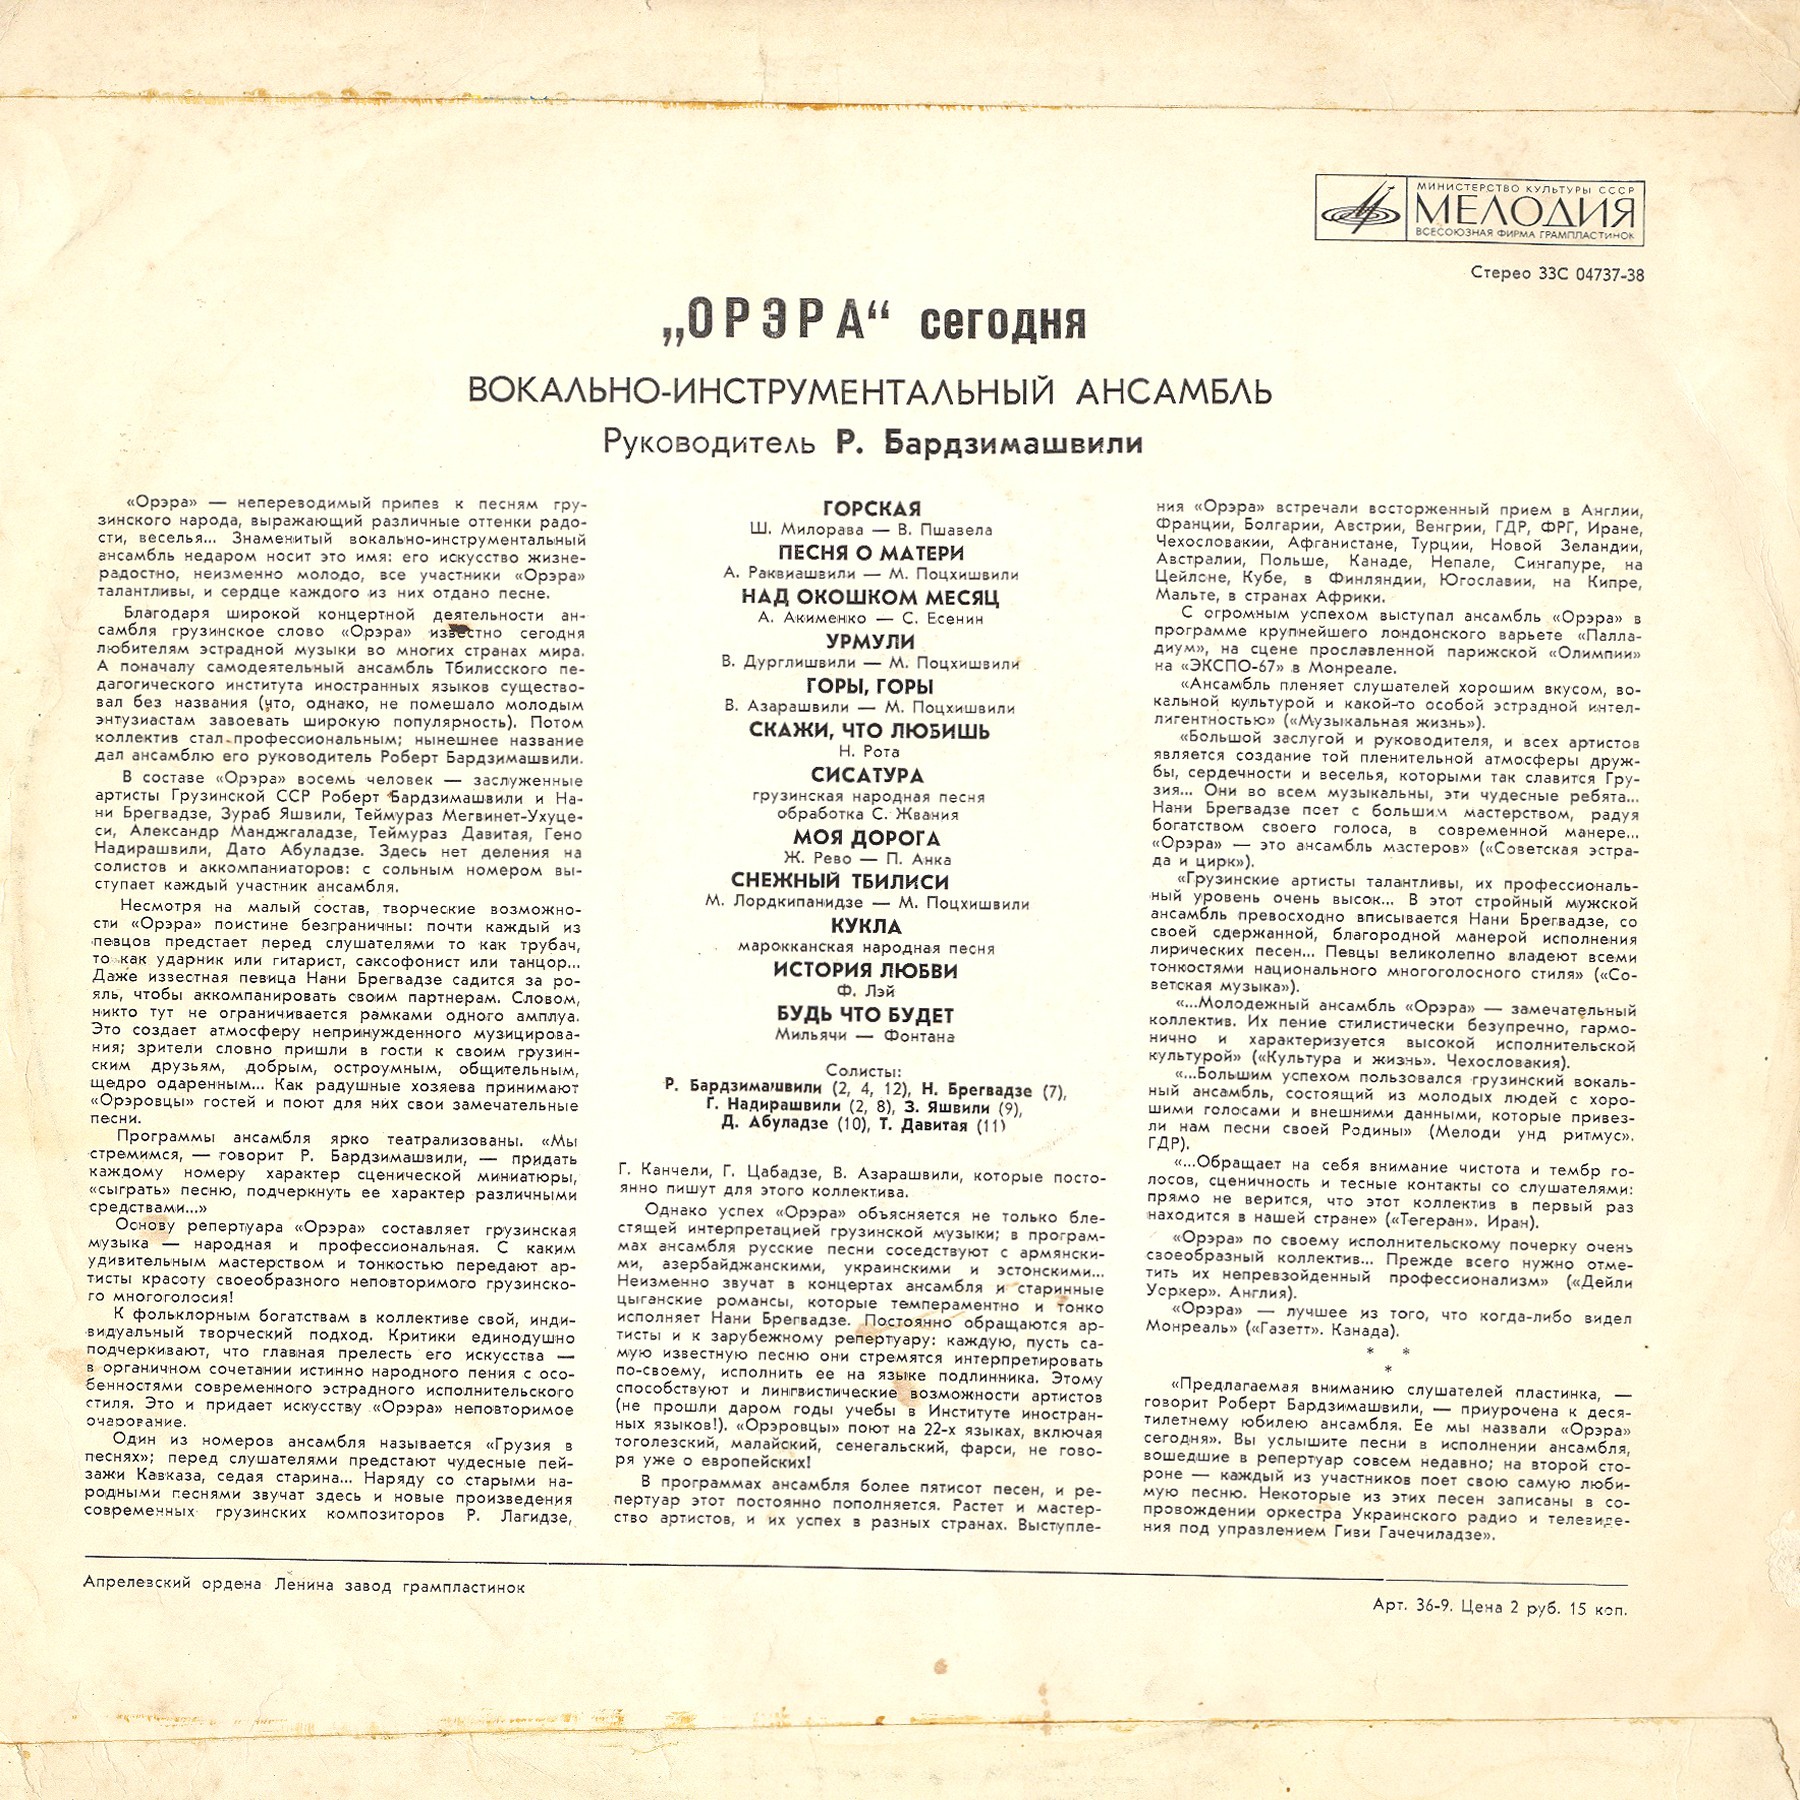 МИНИСТЕРСТВО КУЛЬТУРЫ СССР
МЕЛОДИЯ
ВСЕСОЮЗНАЯ ФИРМА ГРАМПЛАСТИНОК
Стерео 33С 04737-38
„ОРЭРА“ сегодня
ВОКАЛЬНО-ИНСТРУМЕНТАЛЬНЫЙ АНСАМБЛЬ
Руководитель Р. Бардзимашвили
«Орэра» — непереводимый припев к песням гру-
зинского народа, выражающий различные оттенки радо-
сти, веселья... Знаменитый вокально-инструментальный
ансамбль недаром носит это имя: его искусство жизне-
радостно, неизменно молодо, все участники «Орэра»
талантливы, и сердце каждого из них отдано песне.
Благодаря широкой концертной деятельности ан-
самбля грузинское слово «Орэра» известно сегодня
любителям эстрадной музыки во многих странах мира.
А поначалу самодеятельный ансамбль Тбилисского пе-
дагогического института иностранных языков существо-
вал без названия (что, однако, не помешало молодым
энтузиастам завоевать широкую популярность). Потом
коллектив стал профессиональным; нынешнее название
дал ансамблю его руководитель Роберт Бардзимашвили.
В составе «Орэра» восемь человек — заслуженные
артисты Грузинской ССР Роберт Бардзимашвили и На-
ни Брегвадзе, Зураб Яшвили, Теймураз Мегвинет-Ухуце-
си, Александр Манджгаладзе, Теймураз Давитая, Гено
Надирашвили, Дато Абуладзе. Здесь нет деления на
солистов и аккомпаниаторов: с сольным номером вы-
ступает каждый участник ансамбля.
Несмотря на малый состав, творческие возможно-
сти «Орэра» поистине безграничны: почти каждый из
певцов предстает перед слушателями то как трубач,
то как ударник или гитарист, саксофонист или танцор...
Даже известная певица Нани Брегвадзе садится за ро-
яль, чтобы аккомпанировать своим партнерам. Словом,
никто тут не ограничивается рамками одного амплуа.
Это создает атмосферу непринужденного музицирова-
ния; зрители словно пришли в гости к своим грузин-
ским друзьям, добрым, остроумным, общительным,
щедро одаренным... Как радушные хозяева принимают
«Орэровцы» гостей и поют для них свои замечательные
песни.
Программы ансамбля ярко театрализованы. «Мы
стремимся, — говорит Р. Бардзимашвили, — придать
каждому номеру характер сценической миниатюры,
«сыграть» песню, подчеркнуть ее характер различными
средствами...»
Основу репертуара «Орэра» составляет грузинская
музыка — народная и профессиональная. С каким
удивительным мастерством и тонкостью передают ар-
тисты красоту своеобразного неповторимого грузинско-
го многоголосия!
К фольклорным богатствам в коллективе свой, инди-
видуальный творческий подход. Критики единодушно
подчеркивают, что главная прелесть его искусства —
в органичном сочетании истинно народного пения с осо-
бенностями современного эстрадного исполнительского
стиля. Это и придает искусству «Орэра» неповторимое
очарование.
Один из номеров ансамбля называется «Грузия в
песнях»; перед слушателями предстают чудесные пей-
зажи Кавказа, седая старина... Наряду со старыми на-
родными песнями звучат здесь и новые произведения
современных грузинских композиторов Р. Лагидзе,
ГОРСКАЯ
Ш. Милорава — В. Пшавела
ПЕСНЯ О МАТЕРИ
А. Раквиашвили — М. Поцхишвили
НАД ОКОШКОМ МЕСЯЦ
А. Акименко — С. Есенин
УРМУЛИ
В. Дурглишвили — М. Поцхишвили
ГОРЫ, ГОРЫ
В. Азарашвили — М. Поцхишвили
СКАЖИ, ЧТО ЛЮБИШЬ
Н. Рота
СИСАТУРА
грузинская народная песня
обработка С. Жвания
МОЯ ДОРОГА
Ж. Рево — П. Анка
СНЕЖНЫЙ ТБИЛИСИ
М. Лордкипанидзе — М. Поцхишвили
КУКЛА
марокканская народная песня
ИСТОРИЯ ЛЮБВИ
Ф. Лэй
БУДЬ ЧТО БУДЕТ
Мильячи — Фонтана
Солисты:
Р. Бардзимашвили (2, 4, 12), Н. Брегвадзе (7),
Г. Надирашвили (2, 8), З. Яшвили (9),
Д. Абуладзе (10), Т. Давитая (11)
Г. Канчели, Г. Цабадзе, В. Азарашвили, которые посто-
янно пишут для этого коллектива.
Однако успех «Орэра» объясняется не только бле-
стящей интерпретацией грузинской музыки; в програм-
мах ансамбля русские песни соседствуют с армянски-
ми, азербайджанскими, украинскими и эстонскими...
Неизменно звучат в концертах ансамбля и старинные
цыганские романсы, которые темпераментно и тонко
исполняет Нани Брегвадзе. Постоянно обращаются ар-
тисты и к зарубежному репертуару: каждую, пусть са-
мую известную песню они стремятся интерпретировать
по-своему, исполнить ее на языке подлинника. Этому
способствуют и лингвистические возможности артистов
(не прошли даром годы учебы в Институте иностран-
ных языков!). «Орэровцы» поют на 22-х языках, включая
тоголезский, малайский, сенегальский, фарси, не гово-
ря уже о европейских!
В программах ансамбля более пятисот песен, и ре-
пертуар этот постоянно пополняется. Растет и мастер-
ство артистов, и их успех в разных странах. Выступле-
ния «Орэра» встречали восторженный прием в Англии,
Франции, Болгарии, Австрии, Венгрии, ГДР, ФРГ, Иране,
Чехословакии, Афганистане, Турции, Новой Зеландии,
Австралии, Польше, Канаде, Непале, Сингапуре, на
Цейлоне, Кубе, в Финляндии, Югославии, на Кипре,
Мальте, в странах Африки.
С огромным успехом выступал ансамбль «Орэра» в
программе крупнейшего лондонского варьете «Палла-
диум», на сцене прославленной парижской «Олимпии»
на «ЭКСПО-67» в Монреале.
«Ансамбль пленяет слушателей хорошим вкусом, во-
кальной культурой и какой-то особой эстрадной интел-
лигентностью» («Музыкальная жизнь»).
«Большой заслугой и руководителя, и всех артистов
является создание той пленительной атмосферы друж-
бы, сердечности и веселья, которыми так славится Гру-
зия... Они во всем музыкальны, эти чудесные ребята...
Нани Брегвадзе поет с большим мастерством, радуя
богатством своего голоса, в современной манере...
«Орэра» — это ансамбль мастеров» («Советская эстра-
да и цирк»).
«Грузинские артисты талантливы, их профессиональ-
ный уровень очень высок... В этот стройный мужской
ансамбль превосходно вписывается Нани Брегвадзе, со
своей сдержанной, благородной манерой исполнения
лирических песен... Певцы великолепно владеют всеми
тонкостями национального многоголосного стиля» («Со-
ветская музыка»).
«...Молодежный ансамбль «Орэра» — замечательный
коллектив. Их пение стилистически безупречно, гармо-
нично и характеризуется высокой исполнительской
культурой» («Культура и жизнь». Чехословакия).
«...Большим успехом пользовался грузинский вокаль-
ный ансамбль, состоящий из молодых людей с хоро-
шими голосами и внешними данными, которые привез-
ли нам песни своей Родины» (Мелоди унд ритмус».
ГДР).
«...Обращает на себя внимание чистота и тембр го-
лосов, сценичность и тесные контакты со слушателями:
прямо не верится, что этот коллектив в первый раз
находится в нашей стране» («Тегеран». Иран).
«Орэра» по своему исполнительскому почерку очень
своеобразный коллектив... Прежде всего нужно отме-
тить их непревзойденный профессионализм» («Дейли
Уоркер». Англия).
«Орэра» — лучшее из того, что когда-либо видел
Монреаль» («Газетт». Канада).
* *
*
«Предлагаемая вниманию слушателей пластинка, —
говорит Роберт Бардзимашвили, — приурочена к деся-
тилетнему юбилею ансамбля. Ее мы назвали «Орэра»
сегодня». Вы услышите песни в исполнении ансамбля,
вошедшие в репертуар совсем недавно; на второй сто-
роне — каждый из участников поет свою самую люби-
мую песню. Некоторые из этих песен записаны в со-
провождении оркестра Украинского радио и телевиде-
ния под управлением Гиви Гачечиладзе».
Апрелевский ордена Ленина завод грампластинок
Арт. 36-9. Цена 2 руб. 15 коп.